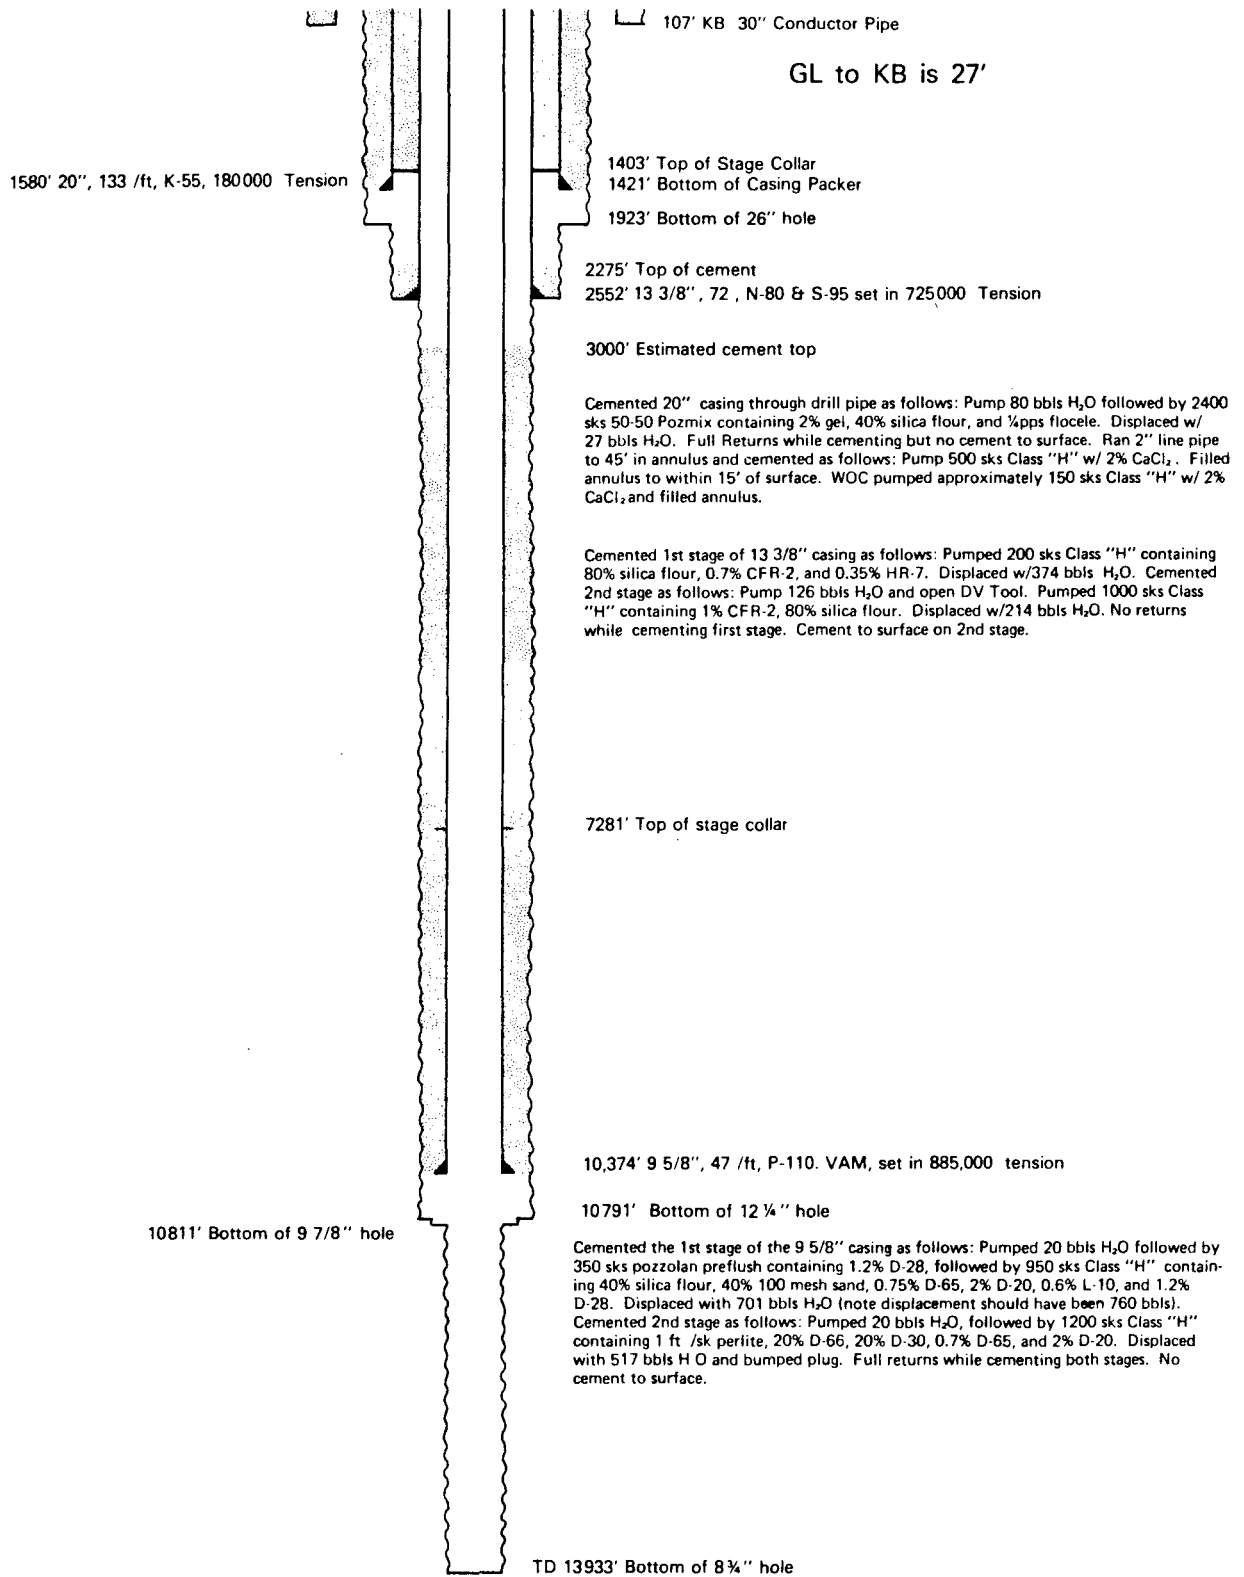 107' KB 30" Conductor Pipe
GL to KB is 27'
1403' Top of Stage Collar
1580' 20", 133 /ft, K-55, 180000 Tension
1421' Bottom of Casing Packer
1923' Bottom of 26" hole
2275' Top of cement
2552' 13 3/8", 72 , N-80 & S-95 set in 725000 Tension
3000' Estimated cement top
Cemented 20" casing through drill pipe as follows: Pump 80 bbls H₂O followed by 2400
sks 50-50 Pozmix containing 2% gel, 40% silica flour, and ¼pps flocele. Displaced w/
27 bbls H₂O. Full Returns while cementing but no cement to surface. Ran 2" line pipe
to 45' in annulus and cemented as follows: Pump 500 sks Class "H" w/ 2% CaCl₂. Filled
annulus to within 15' of surface. WOC pumped approximately 150 sks Class "H" w/ 2%
CaCl₂ and filled annulus.
Cemented 1st stage of 13 3/8" casing as follows: Pumped 200 sks Class "H" containing
80% silica flour, 0.7% CFR-2, and 0.35% HR-7. Displaced w/374 bbls H₂O. Cemented
2nd stage as follows: Pump 126 bbls H₂O and open DV Tool. Pumped 1000 sks Class
"H" containing 1% CFR-2, 80% silica flour. Displaced w/214 bbls H₂O. No returns
while cementing first stage. Cement to surface on 2nd stage.
7281' Top of stage collar
10,374' 9 5/8", 47 /ft, P-110. VAM, set in 885,000 tension
10791' Bottom of 12 ¼" hole
10811' Bottom of 9 7/8" hole
Cemented the 1st stage of the 9 5/8" casing as follows: Pumped 20 bbls H₂O followed by
350 sks pozzolan preflush containing 1.2% D-28, followed by 950 sks Class "H" contain-
ing 40% silica flour, 40% 100 mesh sand, 0.75% D-65, 2% D-20, 0.6% L-10, and 1.2%
D-28. Displaced with 701 bbls H₂O (note displacement should have been 760 bbls).
Cemented 2nd stage as follows: Pumped 20 bbls H₂O, followed by 1200 sks Class "H"
containing 1 ft /sk perlite, 20% D-66, 20% D-30, 0.7% D-65, and 2% D-20. Displaced
with 517 bbls H O and bumped plug. Full returns while cementing both stages. No
cement to surface.
TD 13933' Bottom of 8 ¾" hole